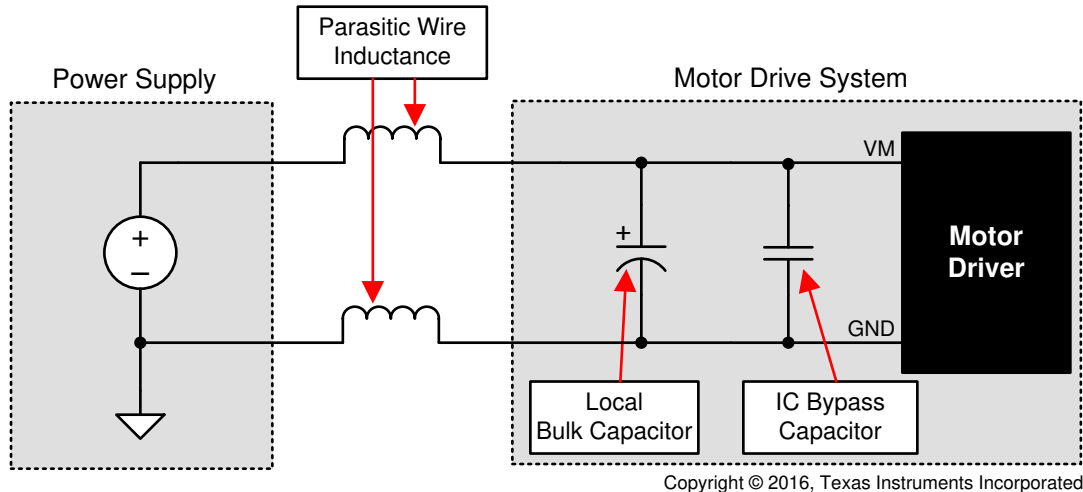 Parasitic Wire
Inductance
Power Supply
Motor Drive System
VM
+
−
+
Motor
Driver
GND
Local
Bulk Capacitor
IC Bypass
Capacitor
Copyright © 2016, Texas Instruments Incorporated